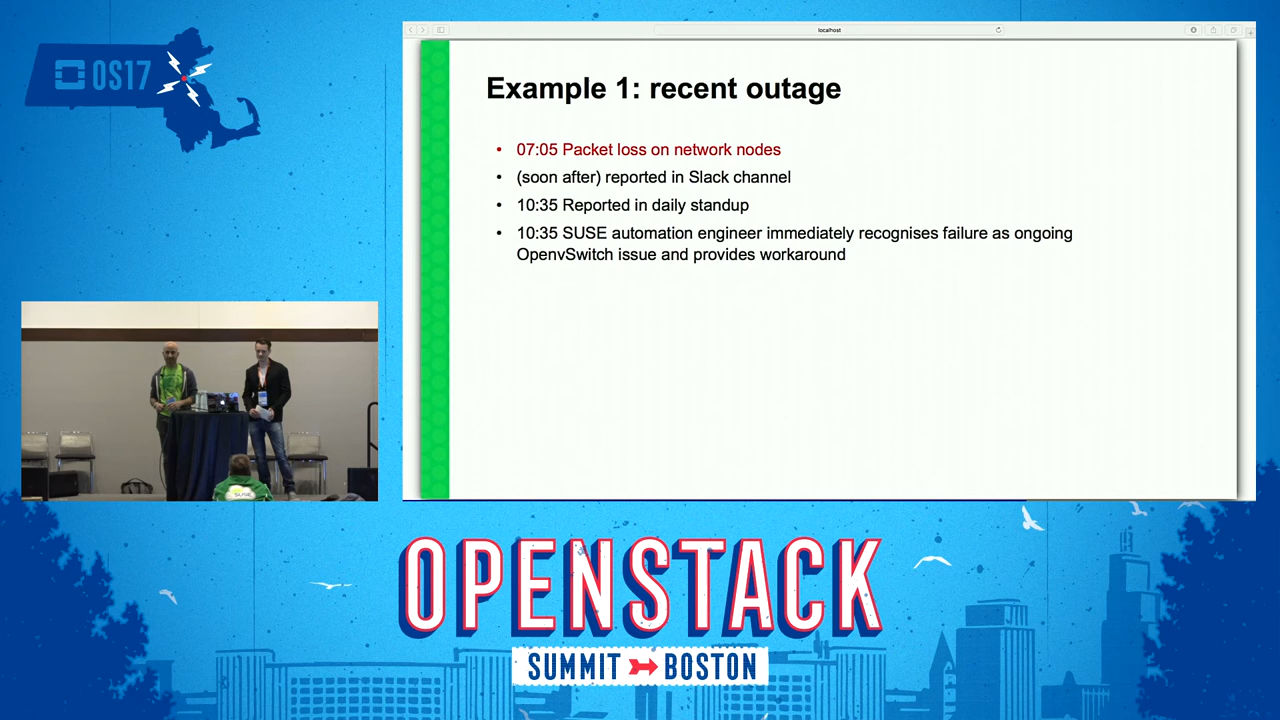 OS17
localhost
Example 1: recent outage
• 07:05 Packet loss on network nodes
• (soon after) reported in Slack channel
• 10:35 Reported in daily standup
• 10:35 SUSE automation engineer immediately recognises failure as ongoing
OpenvSwitch issue and provides workaround
SUSE
OPENSTACK
SUMMIT BOSTON